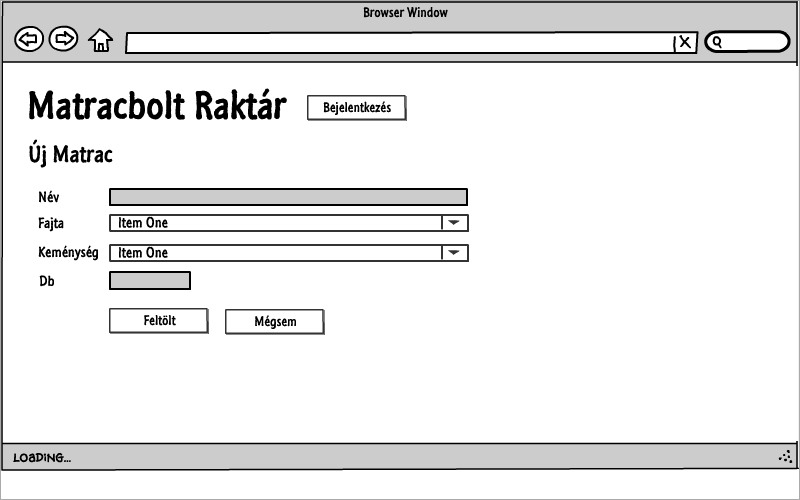 Browser Window
Matracbolt Raktár
Bejelentkezés
Új Matrac
Név
Fajta Item One
Keménység Item One
Db
Feltölt Mégsem
LOADING...